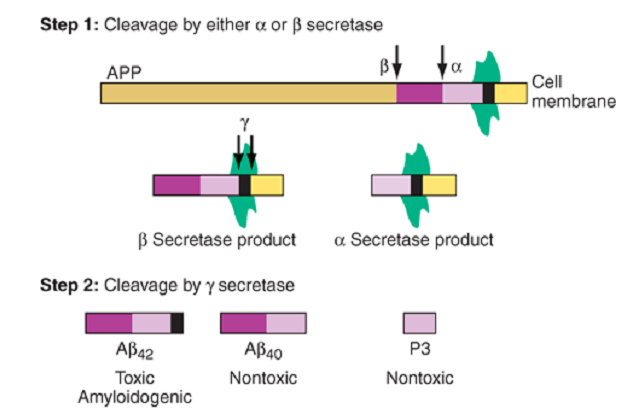 Step 1: Cleavage by either α or β secretase
APP
β
α
Cell
membrane
γ
β Secretase product
α Secretase product
Step 2: Cleavage by γ secretase
Aβ42
Aβ40
P3
Toxic
Amyloidogenic
Nontoxic
Nontoxic